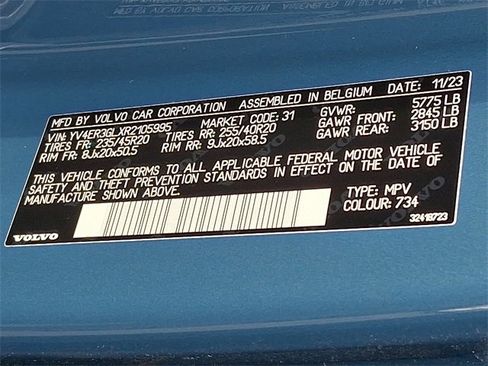 MFD BY VOLVO CAR CORPORATION ASSEMBLED IN BELGIUM DATE: 11/23
VIN: YV4ER3GLXR2105995 MARKET CODE: 31 GVWR: 5775 LB
TIRES FR: 235/45R20 TIRES RR: 255/40R20 GAWR FRONT: 2845 LB
RIM FR: 8Jx20x50.5 RIM RR: 9Jx20x58.5 GAWR REAR: 3150 LB
THIS VEHICLE CONFORMS TO ALL APPLICABLE FEDERAL MOTOR VEHICLE
SAFETY AND THEFT PREVENTION STANDARDS IN EFFECT ON THE DATE OF
MANUFACTURE SHOWN ABOVE.
TYPE: MPV
COLOUR: 734
VOLVO 32418723